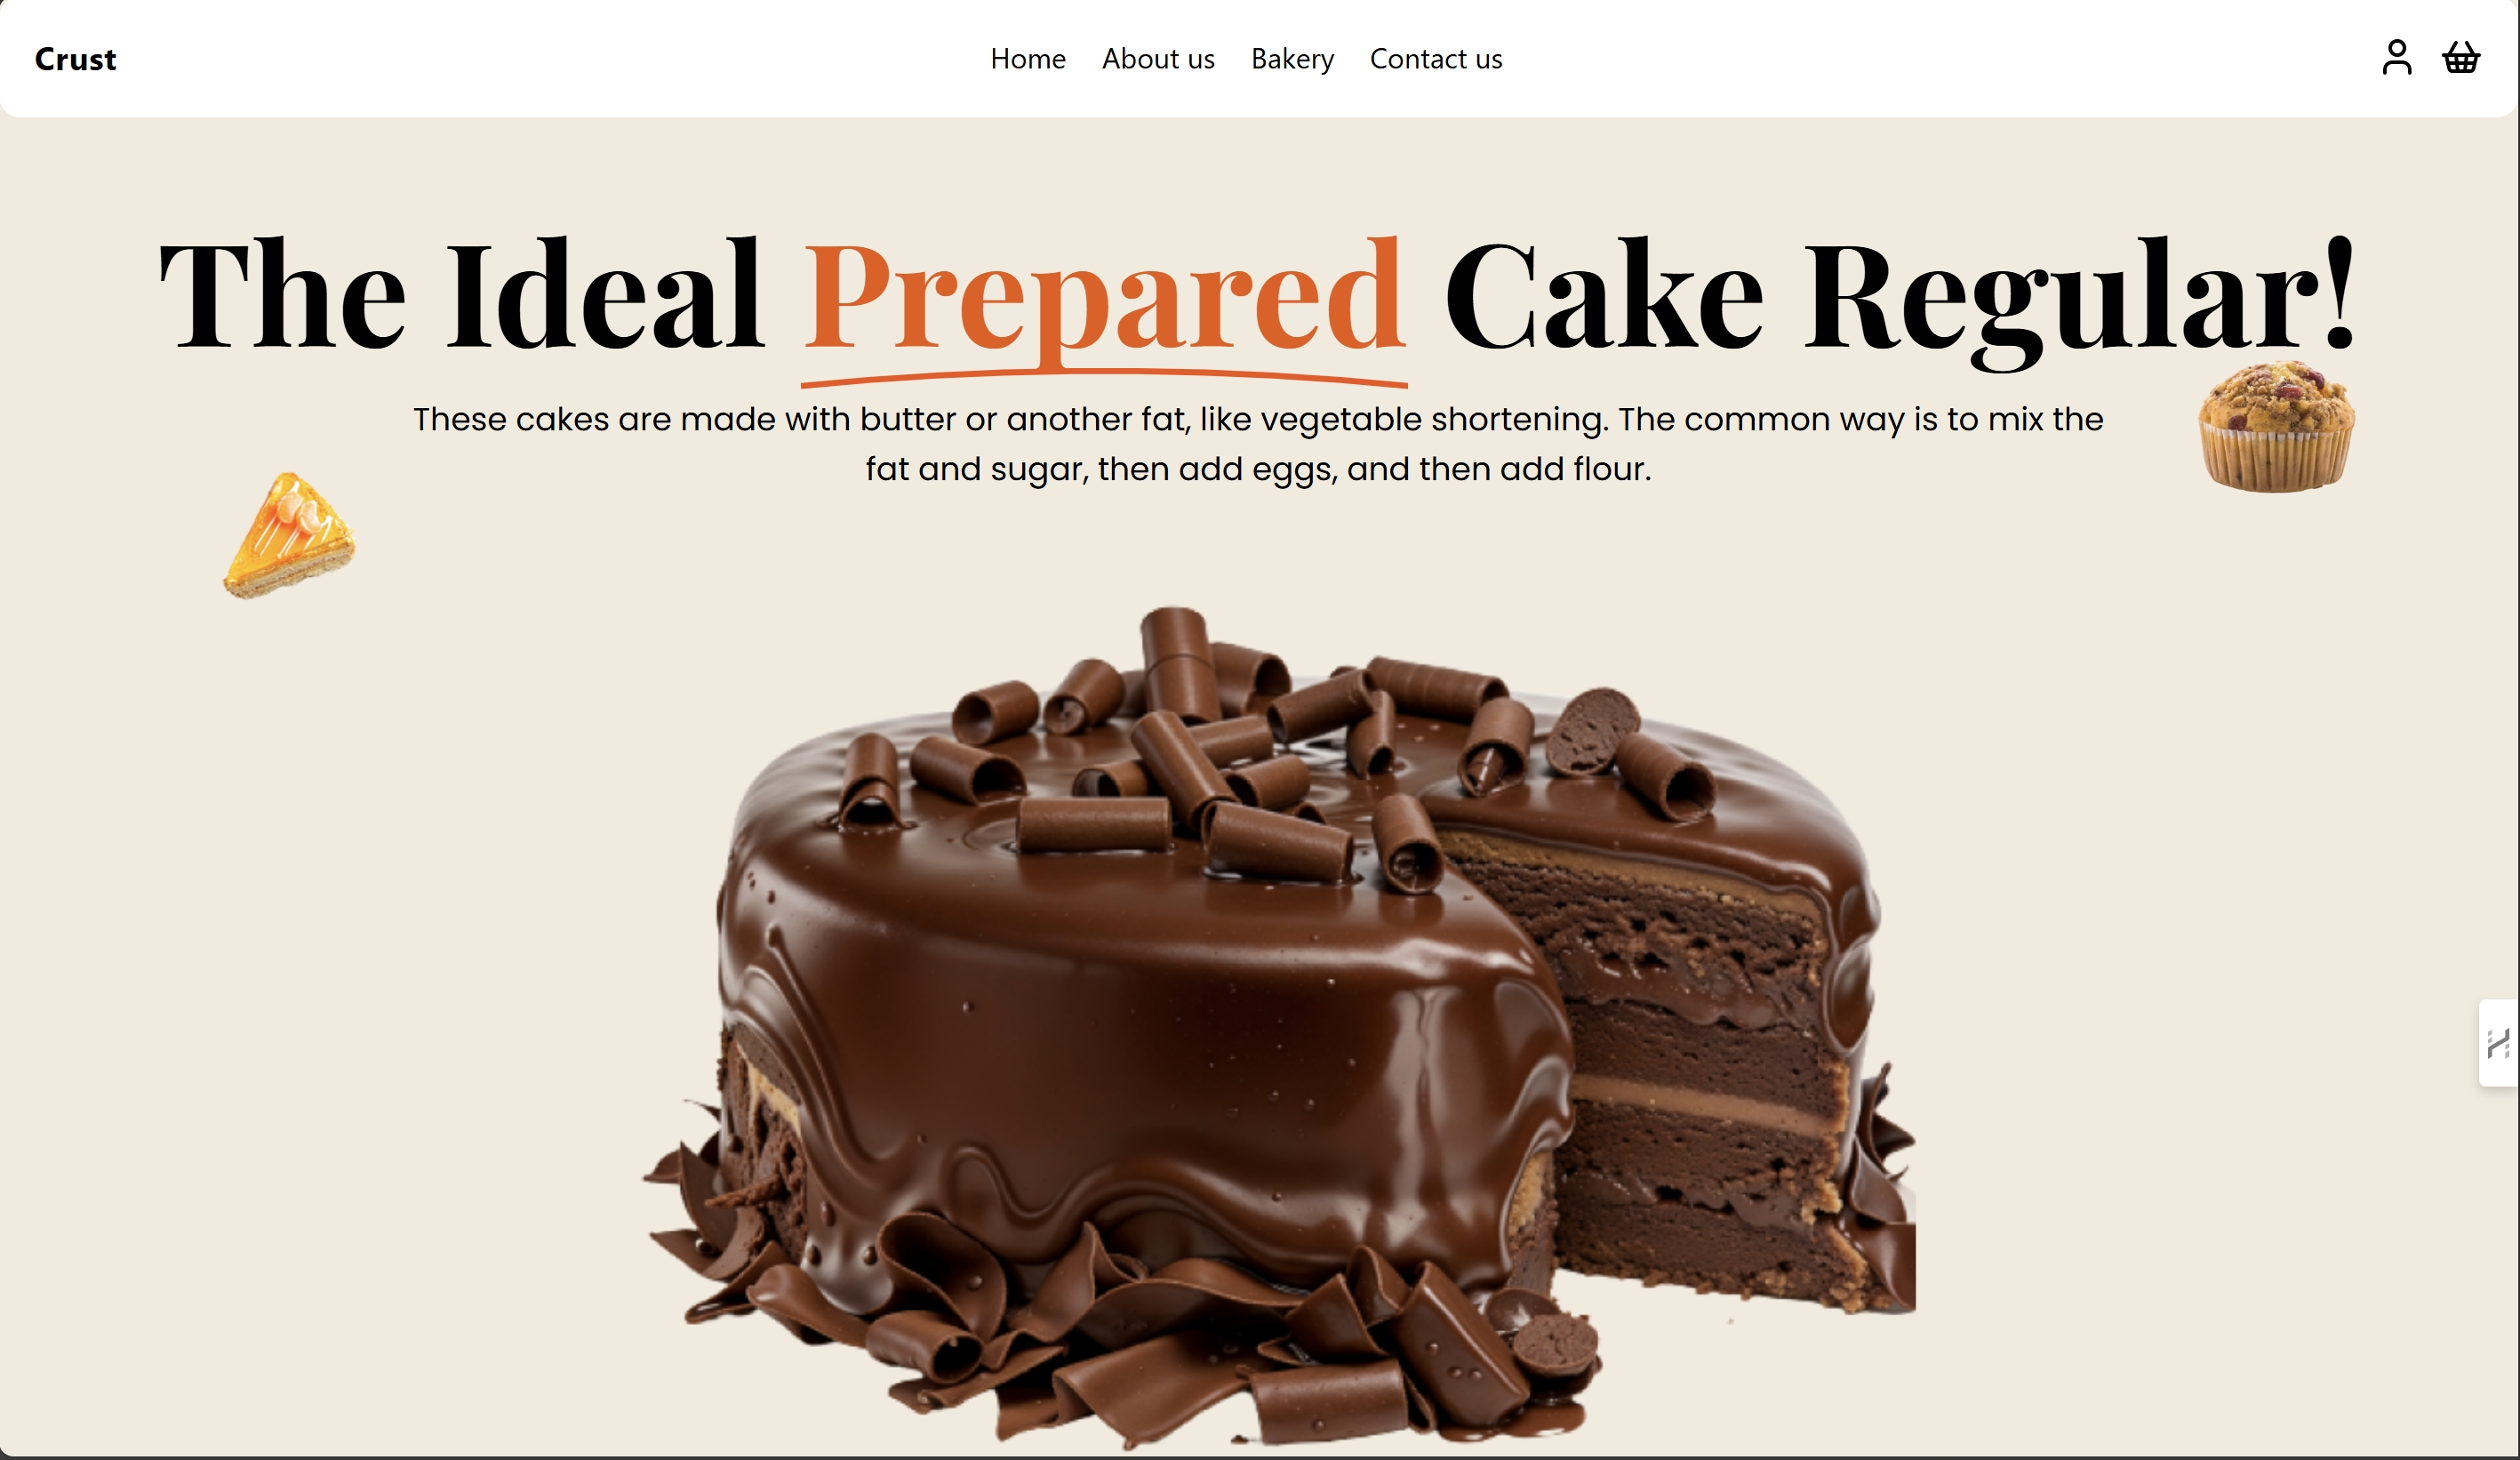 Crust
Home About us Bakery Contact us
The Ideal Prepared Cake Regular!
These cakes are made with butter or another fat, like vegetable shortening. The common way is to mix the
fat and sugar, then add eggs, and then add flour.